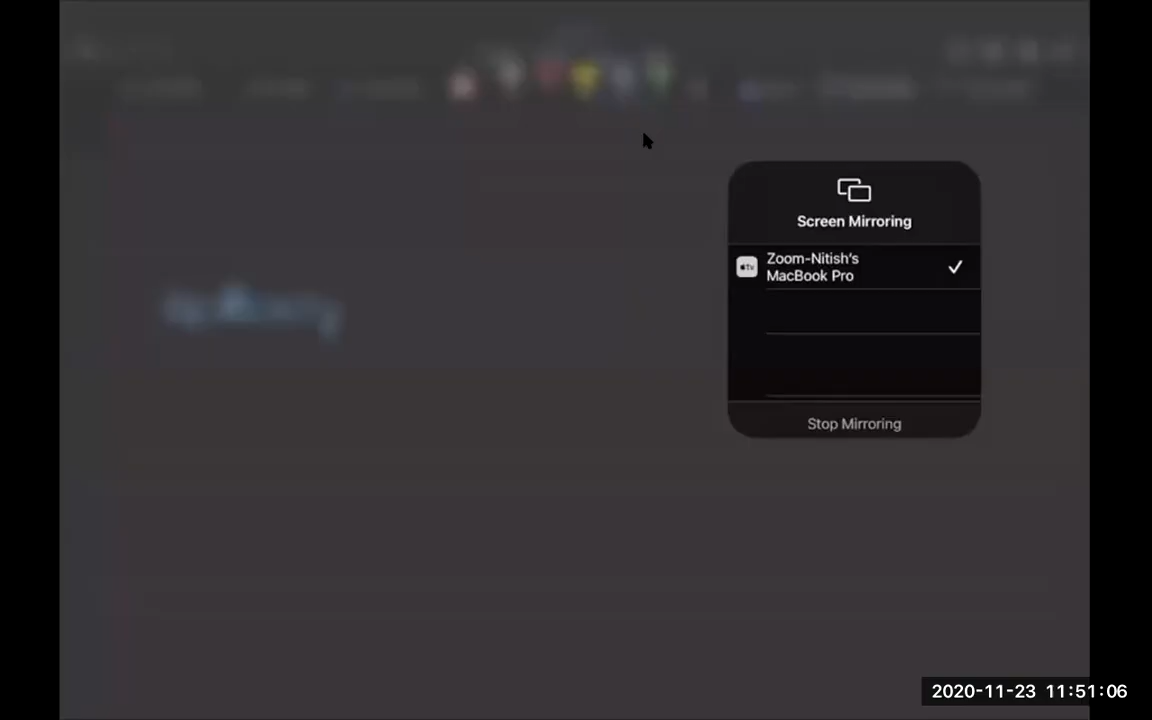 Screen Mirroring
Zoom-Nitish's
MacBook Pro
Stop Mirroring
2020-11-23 11:51:06